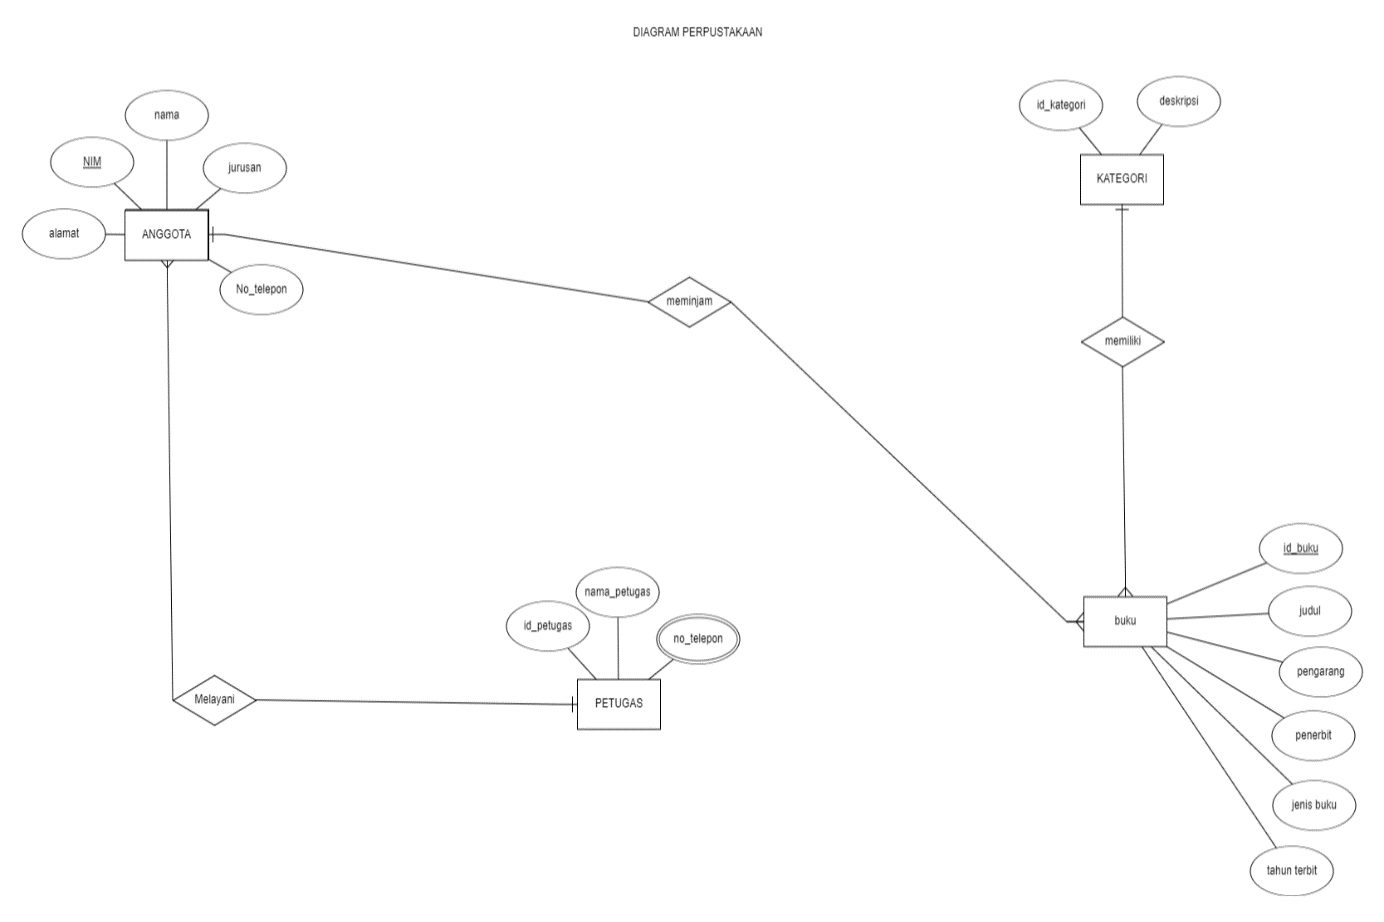 DIAGRAM PERPUSTAKAAN
nama
NIM
jurusan
alamat
ANGGOTA
No_telepon
id_kategori
deskripsi
KATEGORI
meminjam
memiliki
nama_petugas
id_petugas
no_telepon
PETUGAS
Melayani
id_buku
judul
buku
pengarang
penerbit
jenis buku
tahun terbit